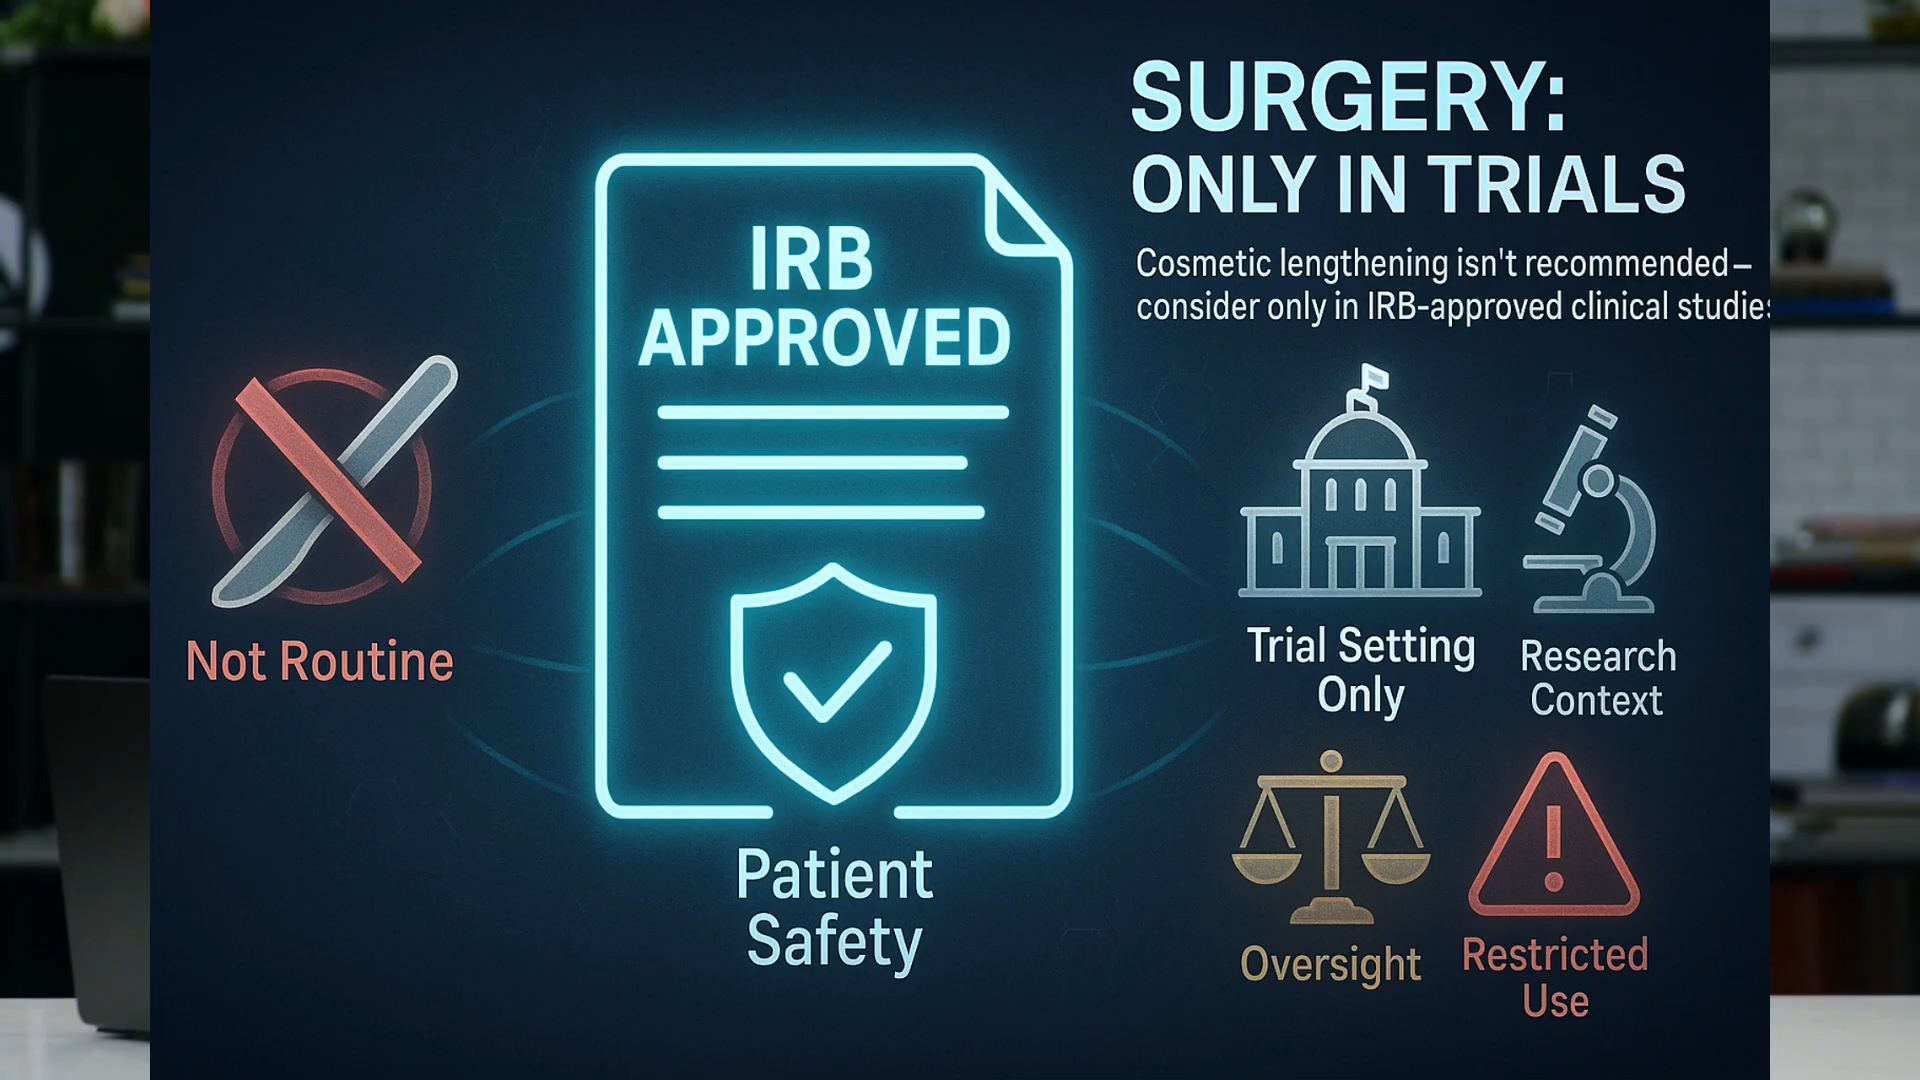 SURGERY:
ONLY IN TRIALS
Cosmetic lengthening isn't recommended–
consider only in IRB-approved clinical studies
IRB
APPROVED
Not Routine
Patient
Safety
Trial Setting
Only
Research
Context
Oversight
Restricted
Use